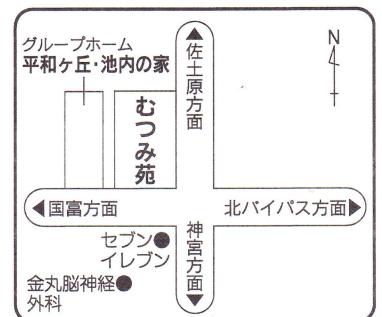 グループホーム
平和ヶ丘・池内の家
むつみ苑
▲佐土原方面
N
◀国富方面
北バイパス方面▶
神宮方面▼
セブン●
イレブン
金丸脳神経●
外科